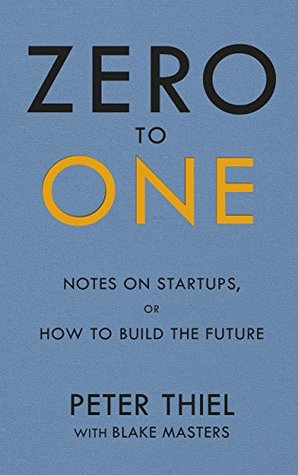 ZERO
TO
ONE
NOTES ON STARTUPS,
OR
HOW TO BUILD THE FUTURE
PETER THIEL
WITH BLAKE MASTERS